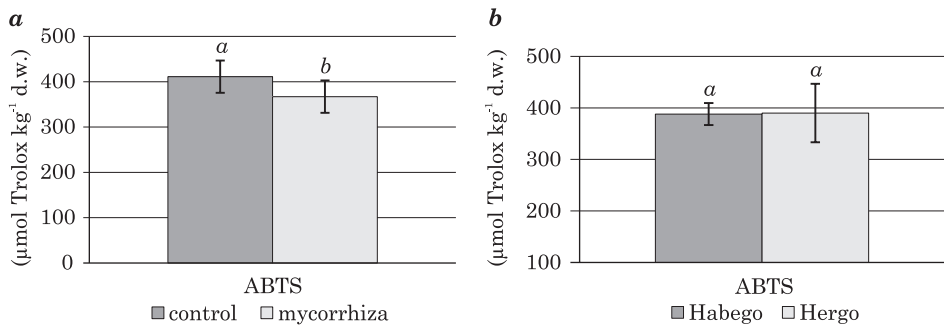 a
500
400
300
200
100
0
(µmol Trolox kg⁻¹ d.w.)
a
b
ABTS
control
mycorrhiza
b
500
400
300
200
100
(µmol Trolox kg⁻¹ d.w.)
a
a
ABTS
Habego
Hergo